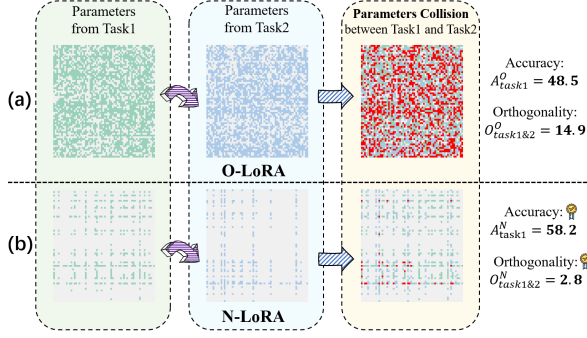 Parameters
from Task1
Parameters
from Task2
Parameters Collision
between Task1 and Task2
(a)
O-LoRA
Accuracy:
A^O_task1 = 48.5
Orthogonality:
O^O_task1&2 = 14.9
(b)
N-LoRA
Accuracy:
A^N_task1 = 58.2
Orthogonality:
O^N_task1&2 = 2.8